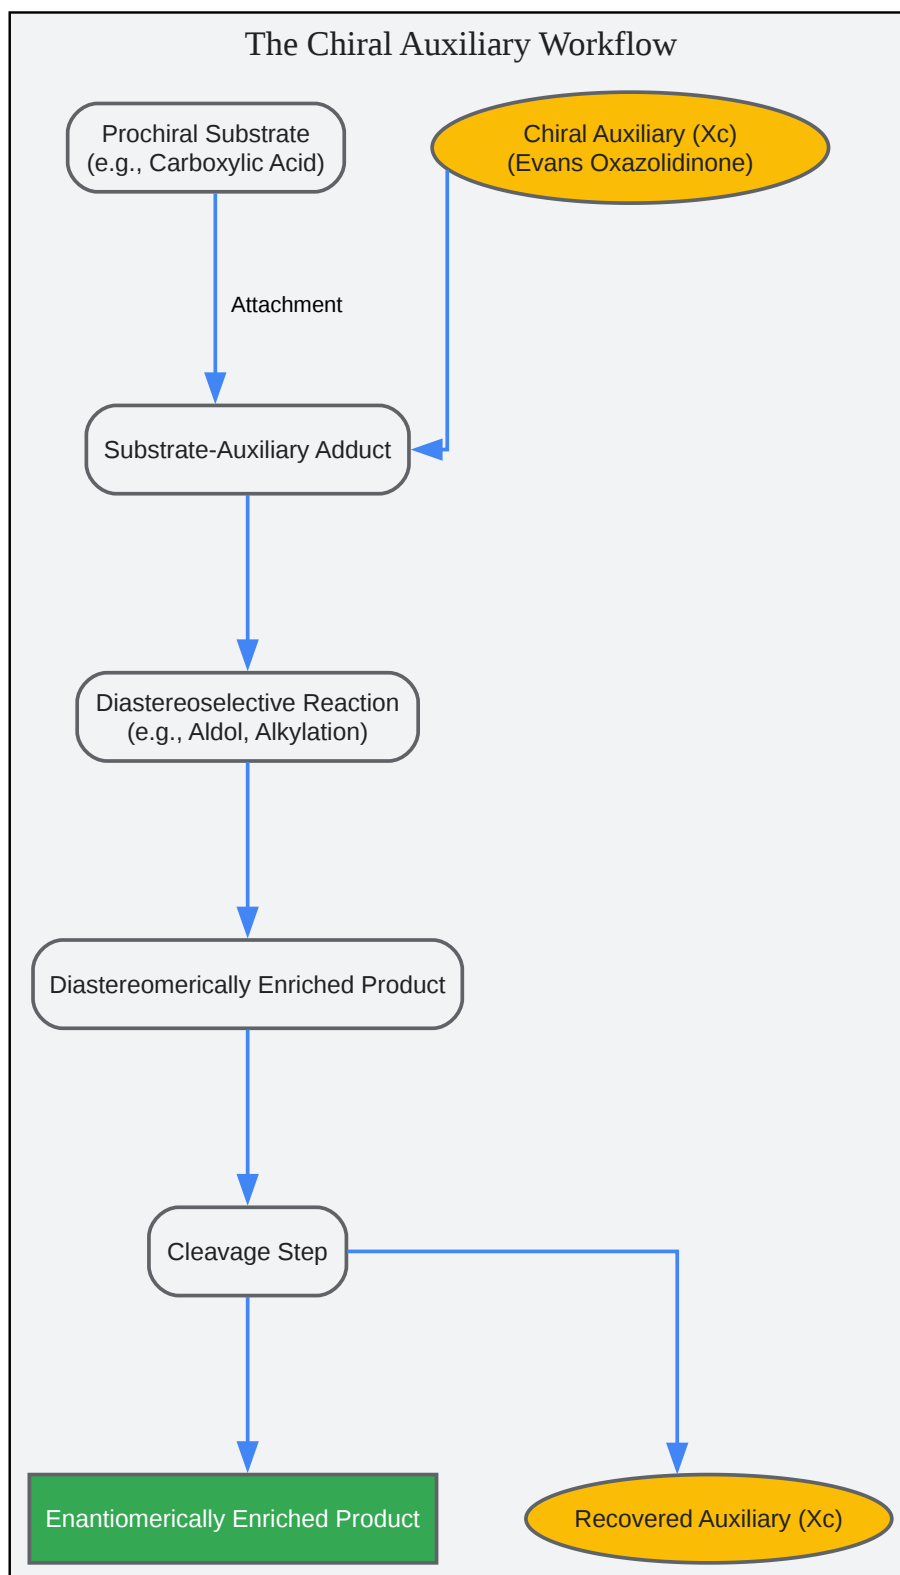 The Chiral Auxiliary Workflow
Prochiral Substrate
(e.g., Carboxylic Acid)
Chiral Auxiliary (Xc)
(Evans Oxazolidinone)
Attachment
Substrate-Auxiliary Adduct
Diastereoselective Reaction
(e.g., Aldol, Alkylation)
Diastereomerically Enriched Product
Cleavage Step
Enantiomerically Enriched Product
Recovered Auxiliary (Xc)